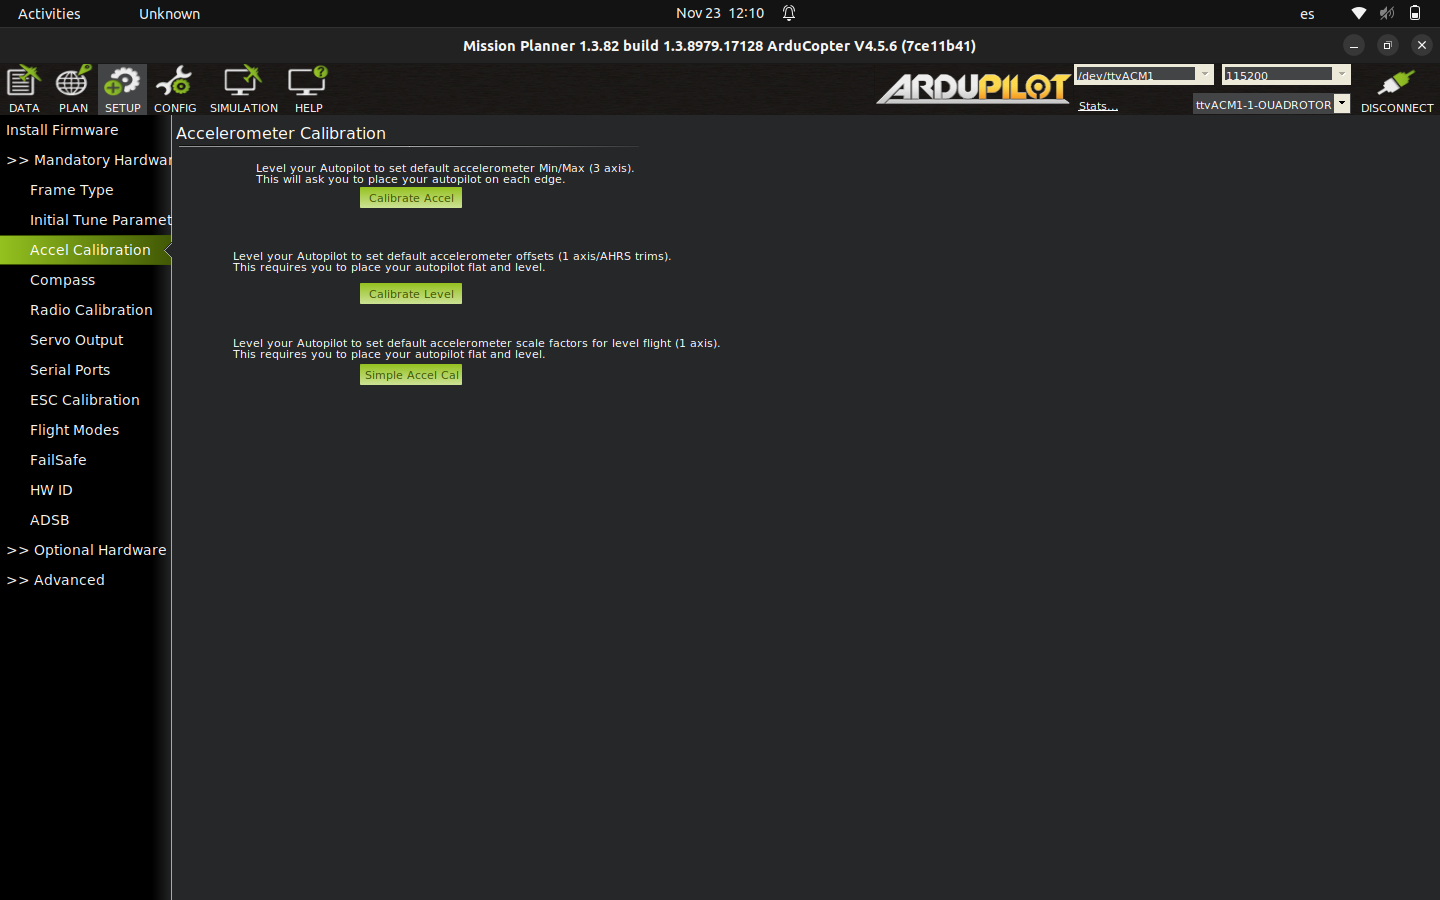 Activities
Unknown
Nov 23 12:10
es
Mission Planner 1.3.82 build 1.3.8979.17128 ArduCopter V4.5.6 (7ce11b41)
DATA
PLAN
SETUP
CONFIG
SIMULATION
HELP
ARDUPILOT
/dev/ttyACM1
115200
Stats...
ttyACM1-1-QUADROTOR
DISCONNECT
Install Firmware
>> Mandatory Hardwar
Frame Type
Initial Tune Paramet
Accel Calibration
Compass
Radio Calibration
Servo Output
Serial Ports
ESC Calibration
Flight Modes
FailSafe
HW ID
ADSB
>> Optional Hardware
>> Advanced
Accelerometer Calibration
Level your Autopilot to set default accelerometer Min/Max (3 axis).
This will ask you to place your autopilot on each edge.
Calibrate Accel
Level your Autopilot to set default accelerometer offsets (1 axis/AHRS trims).
This requires you to place your autopilot flat and level.
Calibrate Level
Level your Autopilot to set default accelerometer scale factors for level flight (1 axis).
This requires you to place your autopilot flat and level.
Simple Accel Cal